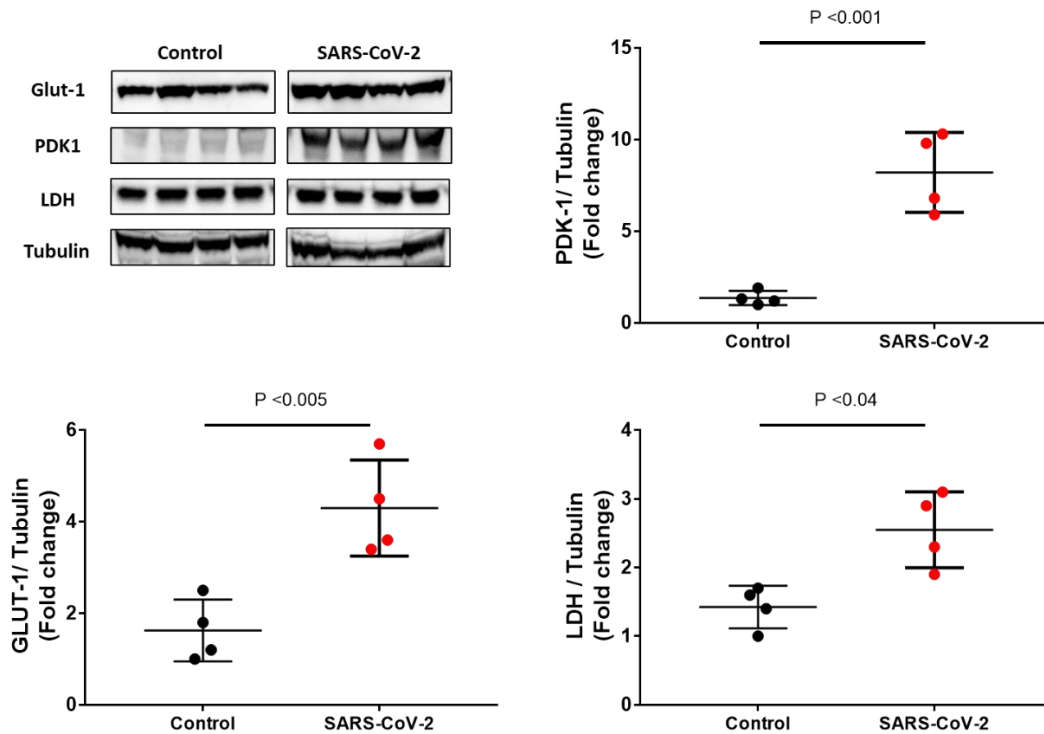 Control SARS-CoV-2
Glut-1
PDK1
LDH
Tubulin
P <0.001
PDK-1/ Tubulin
(Fold change)
15
10
5
0
Control SARS-CoV-2
P <0.005
GLUT-1/ Tubulin
(Fold change)
6
4
2
0
Control SARS-CoV-2
P <0.04
LDH / Tubulin
(Fold change)
4
3
2
1
0
Control SARS-CoV-2